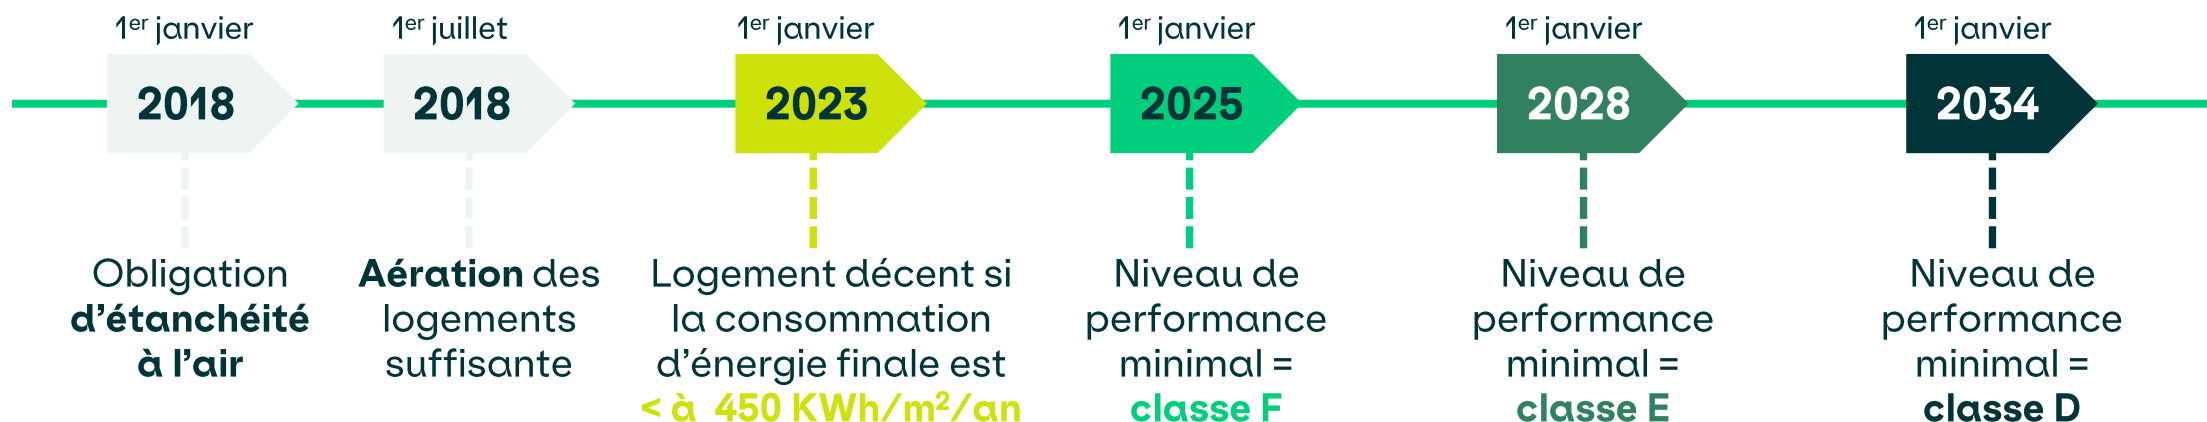 1er janvier
2018
Obligation
d'étanchéité
à l'air
1er juillet
2018
Aération des
logements
suffisante
1er janvier
2023
Logement décent si
la consommation
d'énergie finale est
< à 450 KWh/m²/an
1er janvier
2025
Niveau de
performance
minimal =
classe F
1er janvier
2028
Niveau de
performance
minimal =
classe E
1er janvier
2034
Niveau de
performance
minimal =
classe D